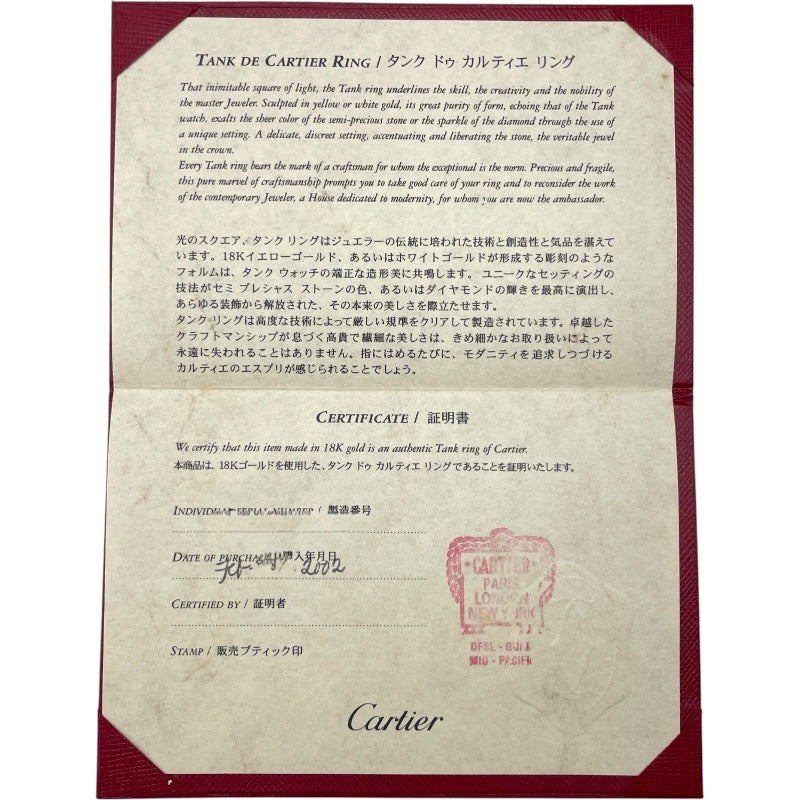 TANK DE CARTIER RING / タンク ドゥ カルティエ リング
That inimitable square of light, the Tank ring underlines the skill, the creativity and the nobility of
the master Jeweler. Sculpted in yellow or white gold, its great purity of form, echoing that of the Tank
watch, exalts the sheer color of the semi-precious stone or the sparkle of the diamond through the use of
a unique setting. A delicate, discreet setting, accentuating and liberating the stone, the veritable jewel
in the crown.
Every Tank ring bears the mark of a craftsman for whom the exceptional is the norm. Precious and fragile,
this pure marvel of craftsmanship prompts you to take good care of your ring and to reconsider the work
of the contemporary Jeweler, a House dedicated to modernity, for whom you are now the ambassador.
光のスクエア、タンク リングはジュエラーの伝統に培われた技術と創造性と気品を湛えて
います。18Kイエローゴールド、あるいはホワイトゴールドが形成する彫刻のような
フォルムは、タンク ウォッチの端正な造形美に共鳴します。 ユニークなセッティングの
技法がセミ プレシャス ストーンの色、あるいはダイヤモンドの輝きを最高に演出し、
あらゆる装飾から解放された、その本来の美しさを際立たせます。
タンク リングは高度な技術によって厳しい規準をクリアして製造されています。卓越した
クラフトマンシップが息づく高貴で繊細な美しさは、きめ細かなお取り扱いによって
永遠に失われることはありません。指にはめるたびに、モダニティを追求しつづける
カルティエのエスプリが感じられることでしょう。
CERTIFICATE / 証明書
We certify that this item made in 18K gold is an authentic Tank ring of Cartier.
本商品は、18Kゴールドを使用した、タンク ドゥ カルティエ リングであることを証明いたします。
/ 製造番号
DATE OF 購入年月日
Feb 2002
CERTIFIED BY / 証明者
STAMP / 販売ブティック印
CARTIER
PARIS
LONDON
NEW YORK
DFSL - GUAM
MID - PACIFIC
Cartier